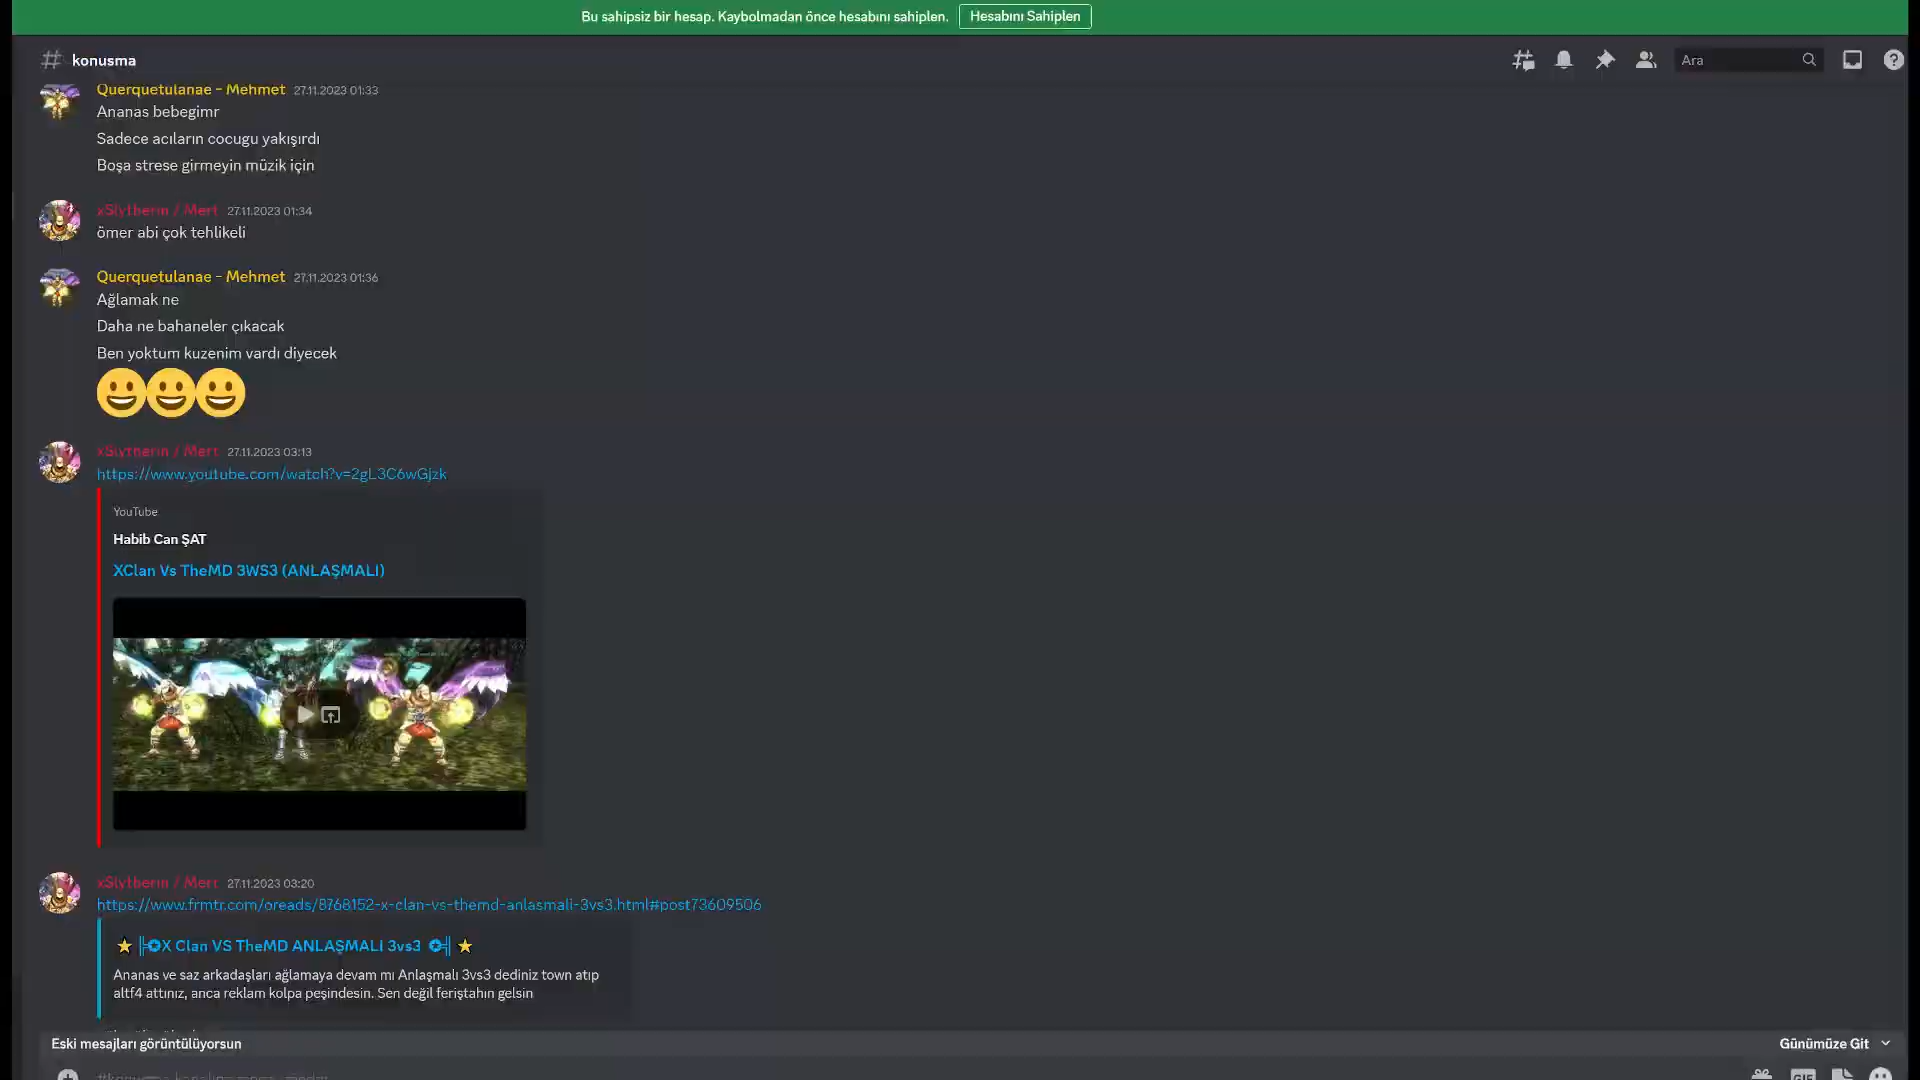 Bu sahipsiz bir hesap. Kaybolmadan önce hesabını sahiplen. Hesabını Sahiplen
konusma
Ara
Querquetulanae - Mehmet 27.11.2023 01:33
Ananas bebegimr
Sadece acıların cocugu yakışırdı
Boşa strese girmeyin müzik için
xSlytherin / Mert 27.11.2023 01:34
ömer abi çok tehlikeli
Querquetulanae - Mehmet 27.11.2023 01:36
Ağlamak ne
Daha ne bahaneler çıkacak
Ben yoktum kuzenim vardı diyecek
xSlytherin / Mert 27.11.2023 03:13
https://www.youtube.com/watch?v=2gL3C6wGjzk
YouTube
Habib Can ŞAT
XClan Vs TheMD 3WS3 (ANLAŞMALI)
xSlytherin / Mert 27.11.2023 03:20
https://www.frmtr.com/oreads/8768152-x-clan-vs-themd-anlasmali-3vs3.html#post73609506
★ ╠✪X Clan VS TheMD ANLAŞMALI 3vs3 ✪╣ ★
Ananas ve saz arkadaşları ağlamaya devam mı Anlaşmalı 3vs3 dediniz town atıp
altf4 attınız, anca reklam kolpa peşindesin. Sen değil feriştahın gelsin
Eski mesajları görüntülüyorsun
Günümüze Git
GIF